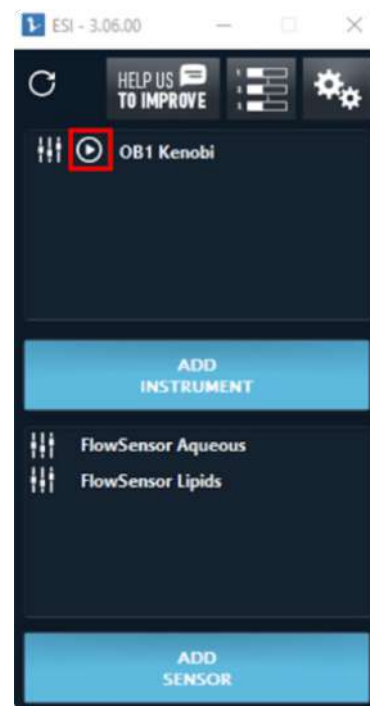 ESI - 3.06.00
HELP US
TO IMPROVE
OB1 Kenobi
ADD
INSTRUMENT
FlowSensor Aqueous
FlowSensor Lipids
ADD
SENSOR